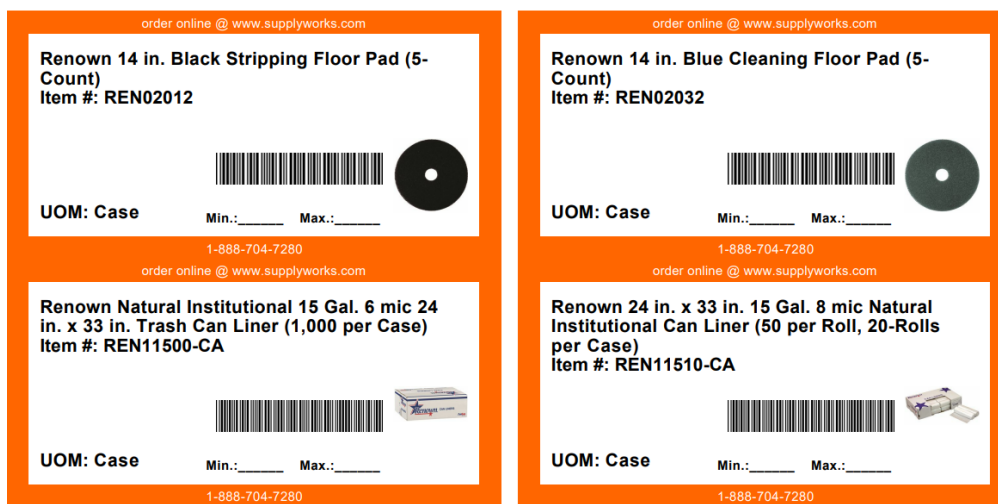 order online @ www.supplyworks.com
Renown 14 in. Black Stripping Floor Pad (5-
Count)
Item #: REN02012
UOM: Case
Min.:______ Max.:______
1-888-704-7280
order online @ www.supplyworks.com
Renown 14 in. Blue Cleaning Floor Pad (5-
Count)
Item #: REN02032
UOM: Case
Min.:______ Max.:______
1-888-704-7280
order online @ www.supplyworks.com
Renown Natural Institutional 15 Gal. 6 mic 24
in. x 33 in. Trash Can Liner (1,000 per Case)
Item #: REN11500-CA
RENOWN
UOM: Case
Min.:______ Max.:______
1-888-704-7280
order online @ www.supplyworks.com
Renown 24 in. x 33 in. 15 Gal. 8 mic Natural
Institutional Can Liner (50 per Roll, 20-Rolls
per Case)
Item #: REN11510-CA
UOM: Case
Min.:______ Max.:______
1-888-704-7280